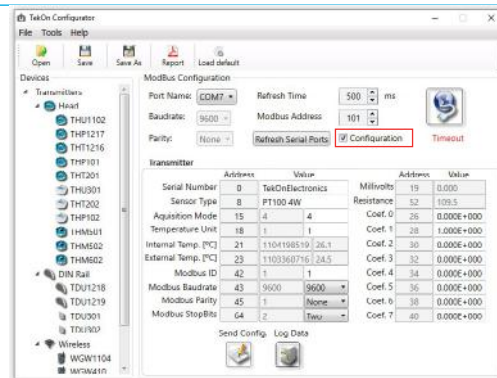 TekOn Configurator
File Tools Help
Open Save Save As Report Load default
Devices
Transmitters
Head
THU1102
THP1217
THT1216
THP101
THT201
THU301
THT202
THP102
THM501
THM502
THM602
DIN Rail
TDU1218
TDU1219
TDU301
TDU302
Wireless
WGW1104
WGW410
ModBus Configuration
Port Name: COM7 Refresh Time 500 ms
Baudrate: 9600 Modbus Address 101
Parity: None Refresh Serial Ports Configuration Timeout
Transmitter
Address Value Address Value
Serial Number 0 TekOnElectronics Millivolts 19 0.000
Sensor Type 8 PT100 4W Resistance 52 109.5
Aquisition Mode 15 4 4 Coef. 0 26 0.000E+000
Temperature Unit 18 1 1 Coef. 1 28 1.000E+000
Internal Temp. [ºC] 21 1104198519 26.1 Coef. 2 30 0.000E+000
External Temp. [ºC] 23 1103360716 24.5 Coef. 3 32 0.000E+000
Modbus ID 42 1 1 Coef. 4 34 0.000E+000
Modbus Baudrate 43 9600 9600 Coef. 5 36 0.000E+000
Modbus Parity 45 1 None Coef. 6 38 0.000E+000
Modbus StopBits 64 2 Two Coef. 7 40 0.000E+000
Send Config. Log Data